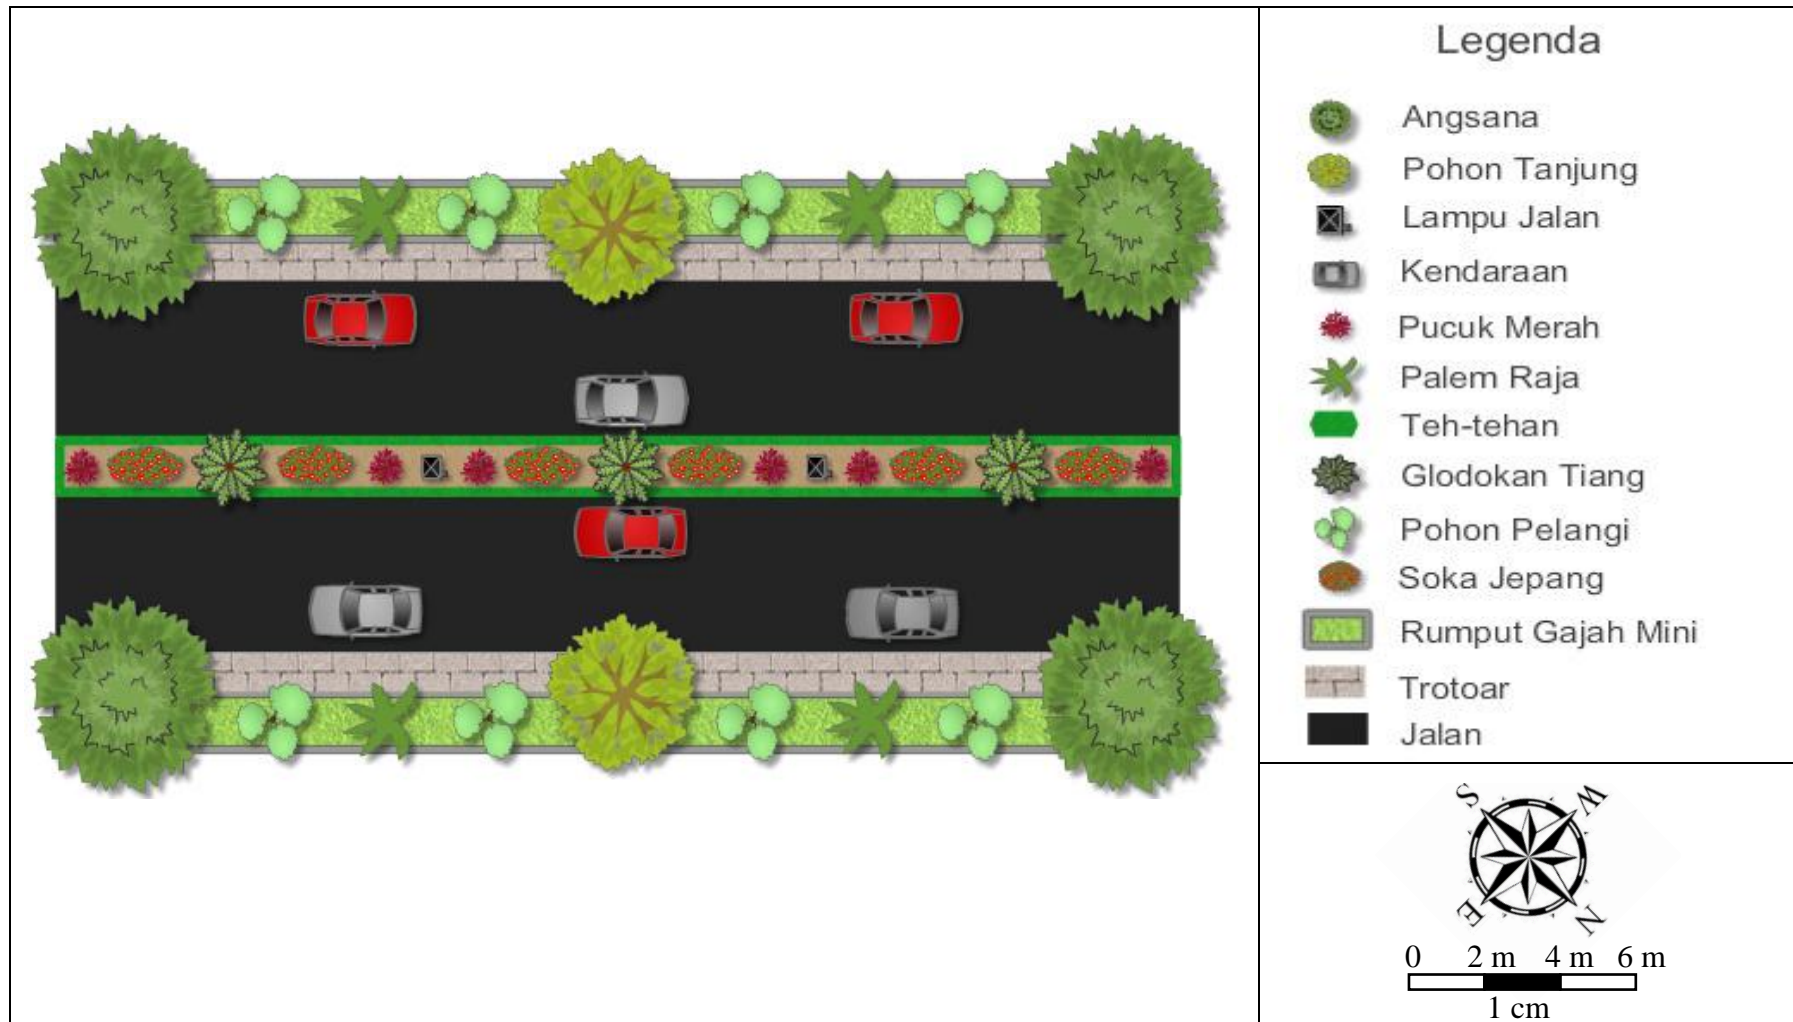 Legenda
Angsana
Pohon Tanjung
Lampu Jalan
Kendaraan
Pucuk Merah
Palem Raja
Teh-tehan
Glodokan Tiang
Pohon Pelangi
Soka Jepang
Rumput Gajah Mini
Trotoar
Jalan
S W
E N
0 2 m 4 m 6 m
1 cm